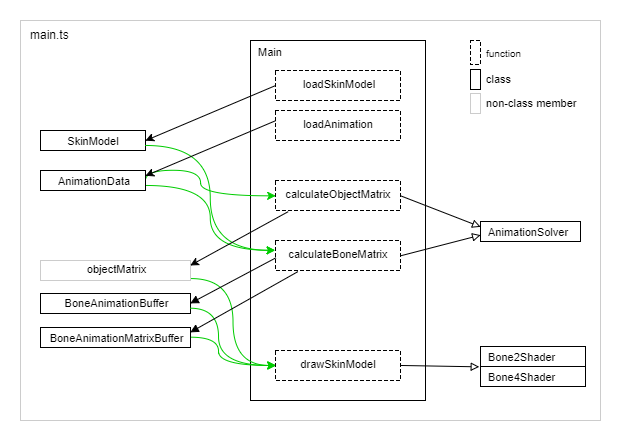 main.ts
Main
function
class
non-class member
loadSkinModel
loadAnimation
SkinModel
AnimationData
calculateObjectMatrix
AnimationSolver
calculateBoneMatrix
objectMatrix
BoneAnimationBuffer
BoneAnimationMatrixBuffer
drawSkinModel
Bone2Shader
Bone4Shader